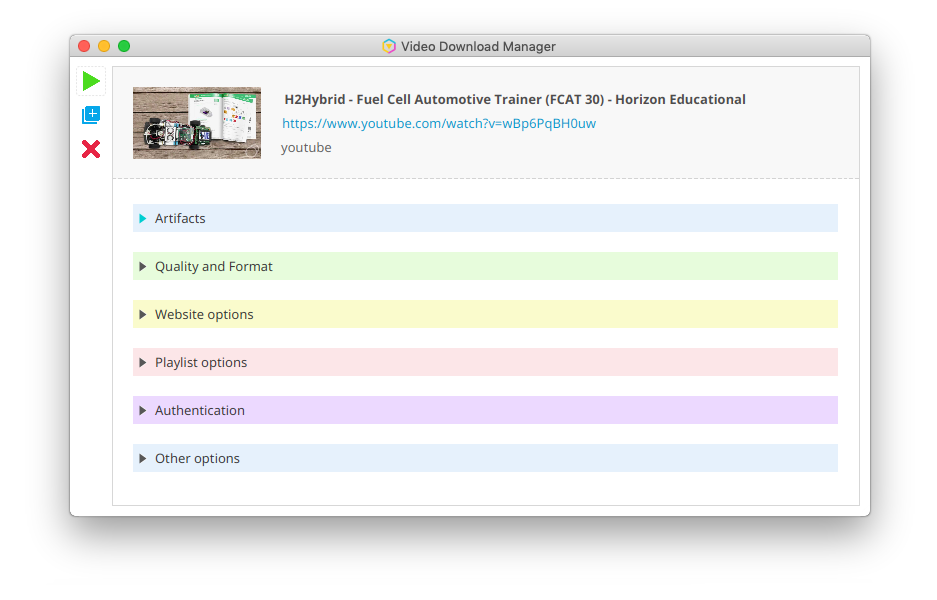 Video Download Manager
H2Hybrid - Fuel Cell Automotive Trainer (FCAT 30) - Horizon Educational
https://www.youtube.com/watch?v=wBp6PqBH0uw
youtube
Artifacts
Quality and Format
Website options
Playlist options
Authentication
Other options